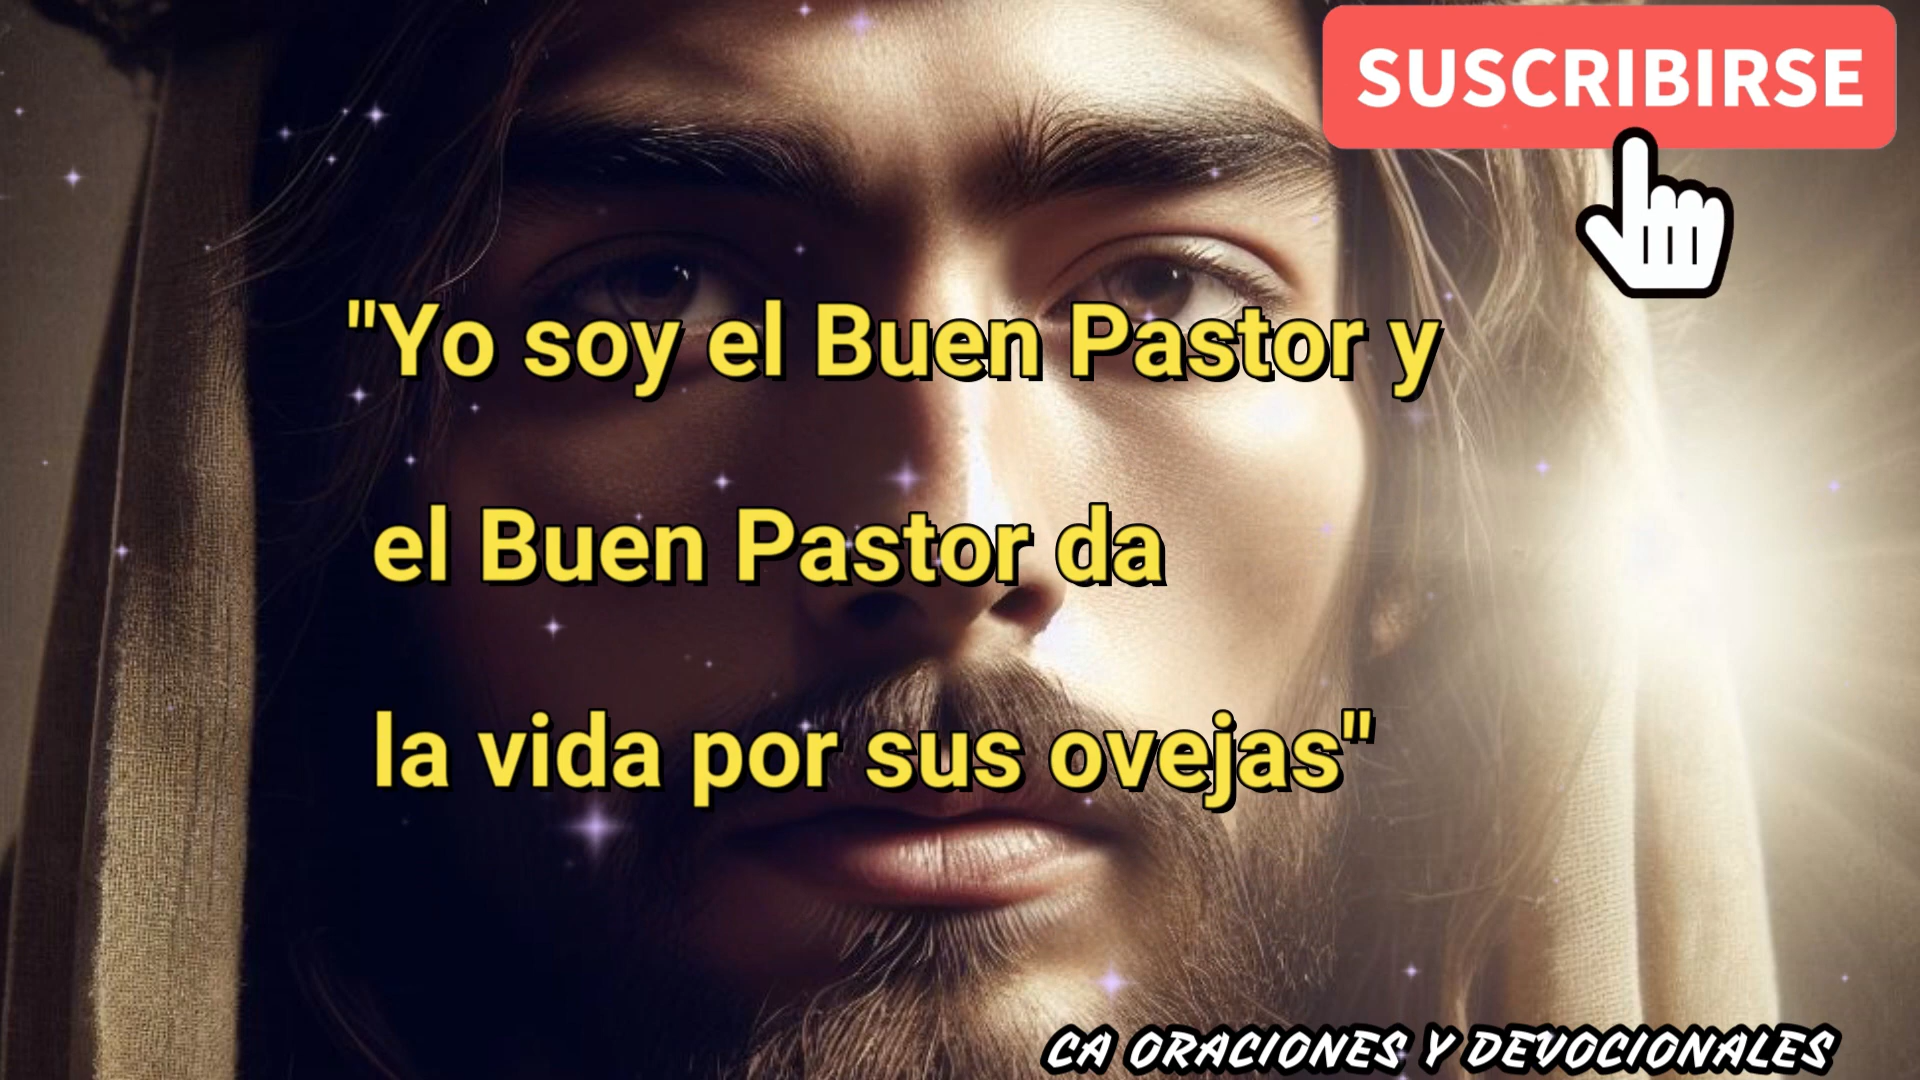 SUSCRIBIRSE
"Yo soy el Buen Pastor y
el Buen Pastor da
la vida por sus ovejas"
CA ORACIONES Y DEVOCIONALES